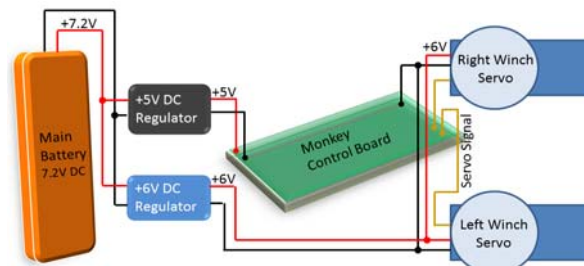 +7.2V
Main
Battery
7.2V DC
+5V DC
Regulator
+5V
+6V DC
Regulator
+6V
Monkey
Control Board
+6V
Right Winch
Servo
Servo Signal
Left Winch
Servo